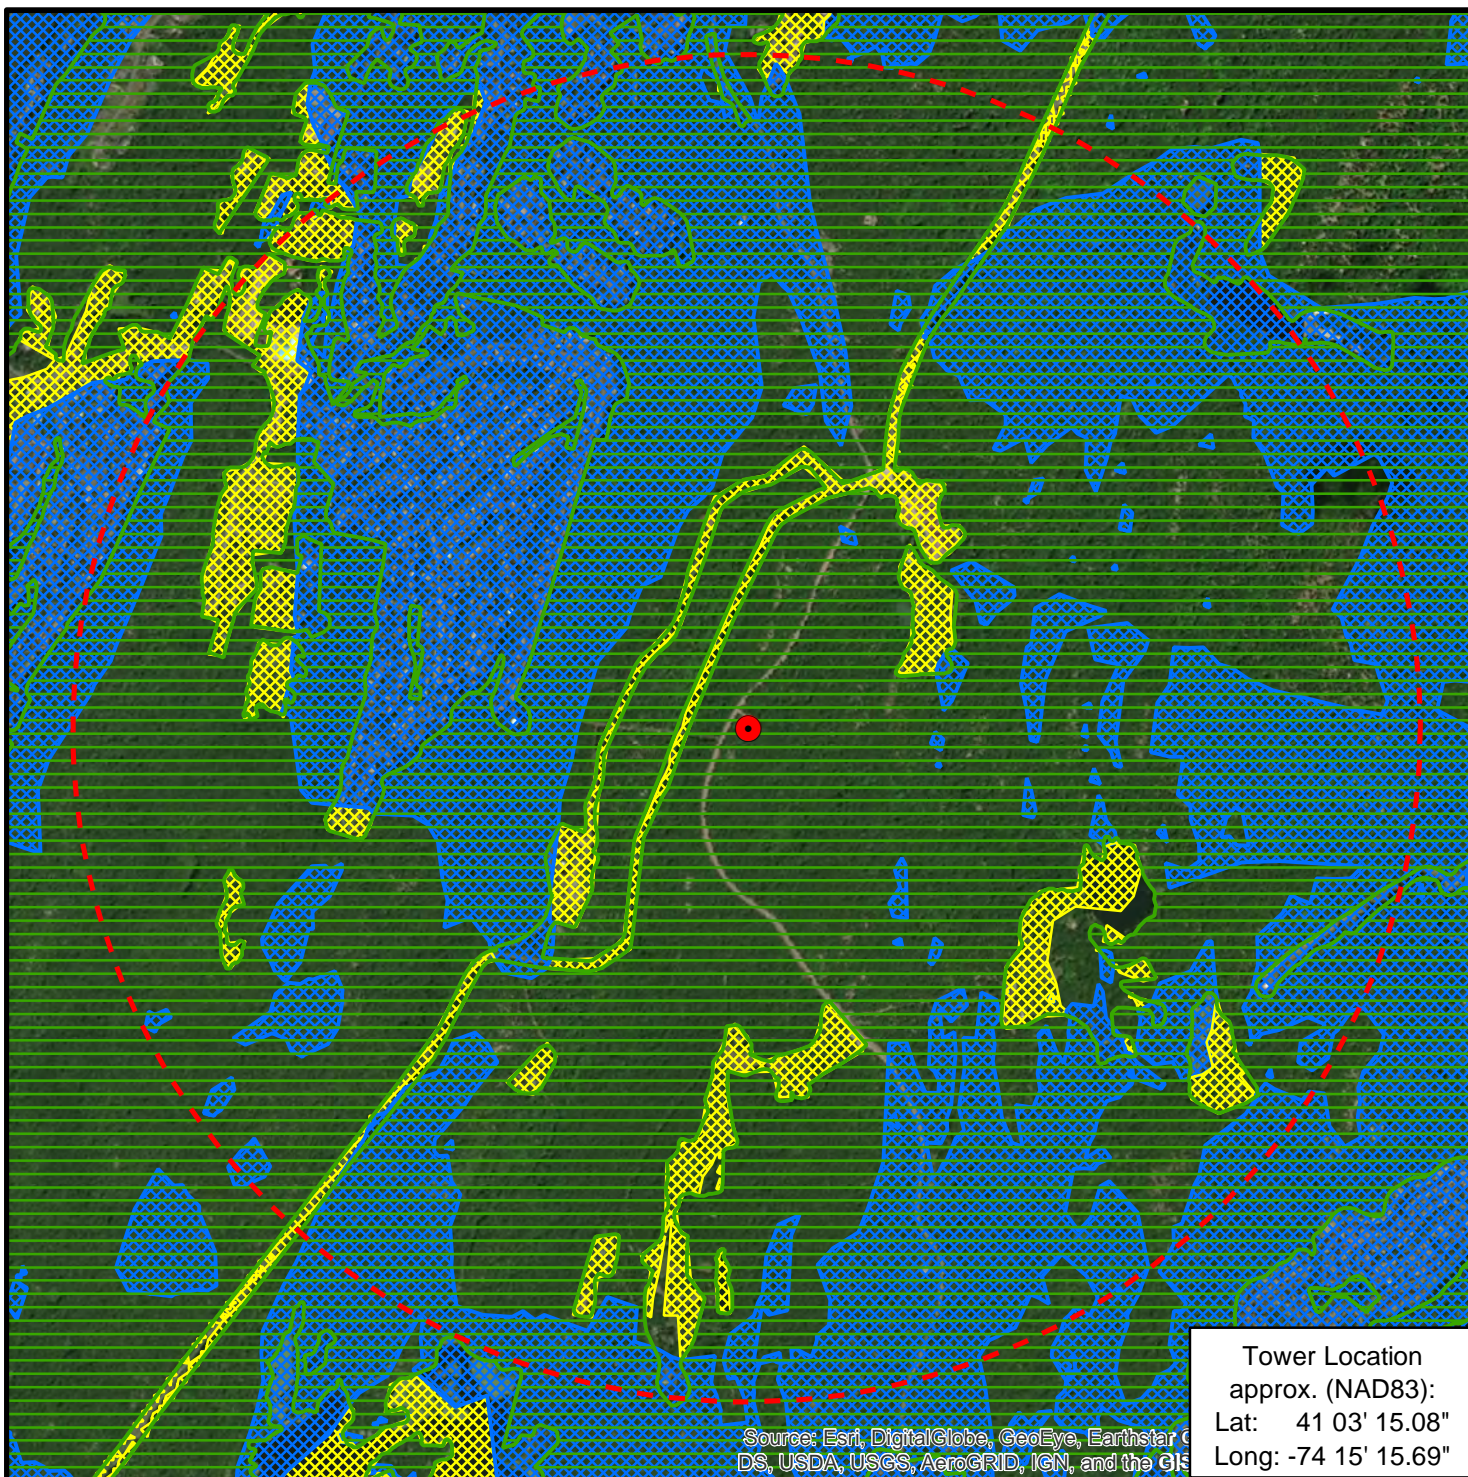 Tower Location
approx. (NAD83):
Lat: 41 03' 15.08"
Long: -74 15' 15.69"
Source: Esri, DigitalGlobe, GeoEye, Earthstar G
DS, USDA, USGS, AeroGRID, IGN, and the GIS